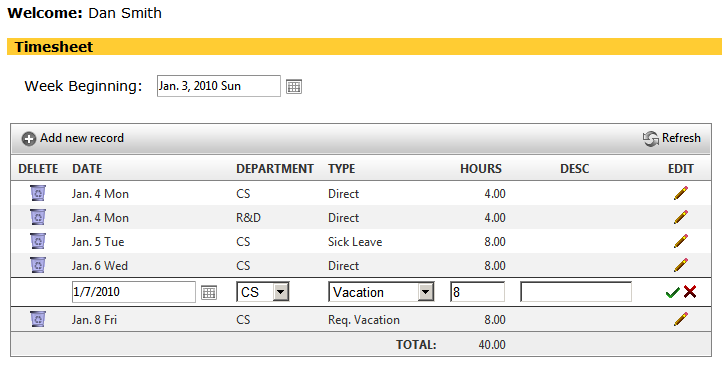 Welcome: Dan Smith
Timesheet
Week Beginning: Jan. 3, 2010 Sun
Add new record Refresh
DELETE DATE DEPARTMENT TYPE HOURS DESC EDIT
Jan. 4 Mon CS Direct 4.00
Jan. 4 Mon R&D Direct 4.00
Jan. 5 Tue CS Sick Leave 8.00
Jan. 6 Wed CS Direct 8.00
1/7/2010 CS Vacation 8
Jan. 8 Fri CS Req. Vacation 8.00
TOTAL: 40.00